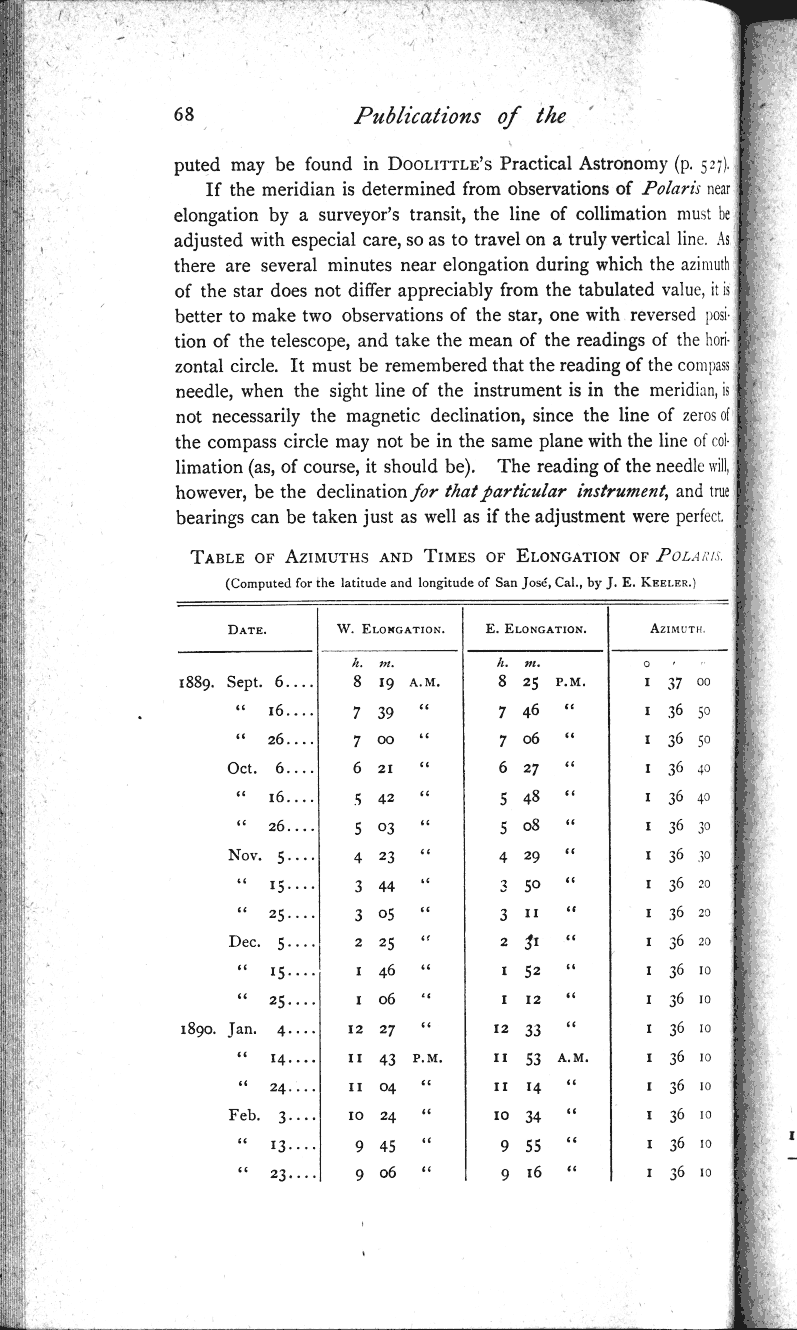 68 Publications of the
puted may be found in DOOLITTLE'S Practical Astronomy (p. 527).
If the meridian is determined from observations of Polaris near
elongation by a surveyor's transit, the line of collimation must be
adjusted with especial care, so as to travel on a truly vertical line. As
there are several minutes near elongation during which the azimuth
of the star does not differ appreciably from the tabulated value, it is
better to make two observations of the star, one with reversed posi-
tion of the telescope, and take the mean of the readings of the hori-
zontal circle. It must be remembered that the reading of the compass
needle, when the sight line of the instrument is in the meridian, is
not necessarily the magnetic declination, since the line of zeros of
the compass circle may not be in the same plane with the line of col-
limation (as, of course, it should be). The reading of the needle will,
however, be the declination for that particular instrument, and true
bearings can be taken just as well as if the adjustment were perfect.
TABLE OF AZIMUTHS AND TIMES OF ELONGATION OF POLARIS.
(Computed for the latitude and longitude of San José, Cal., by J. E. KEELER.)
DATE. W. ELONGATION. E. ELONGATION. AZIMUTH.
h. m. h. m. o ′ ″
1889. Sept. 6.... 8 19 A.M. 8 25 P.M. 1 37 00
“ 16.... 7 39 “ 7 46 “ 1 36 50
“ 26.... 7 00 “ 7 06 “ 1 36 50
Oct. 6.... 6 21 “ 6 27 “ 1 36 40
“ 16.... 5 42 “ 5 48 “ 1 36 40
“ 26.... 5 03 “ 5 08 “ 1 36 30
Nov. 5.... 4 23 “ 4 29 “ 1 36 30
“ 15.... 3 44 “ 3 50 “ 1 36 20
“ 25.... 3 05 “ 3 11 “ 1 36 20
Dec. 5.... 2 25 “ 2 31 “ 1 36 20
“ 15.... 1 46 “ 1 52 “ 1 36 10
“ 25.... 1 06 “ 1 12 “ 1 36 10
1890. Jan. 4.... 12 27 “ 12 33 “ 1 36 10
“ 14.... 11 43 P.M. 11 53 A.M. 1 36 10
“ 24.... 11 04 “ 11 14 “ 1 36 10
Feb. 3.... 10 24 “ 10 34 “ 1 36 10
“ 13.... 9 45 “ 9 55 “ 1 36 10
“ 23.... 9 06 “ 9 16 “ 1 36 10